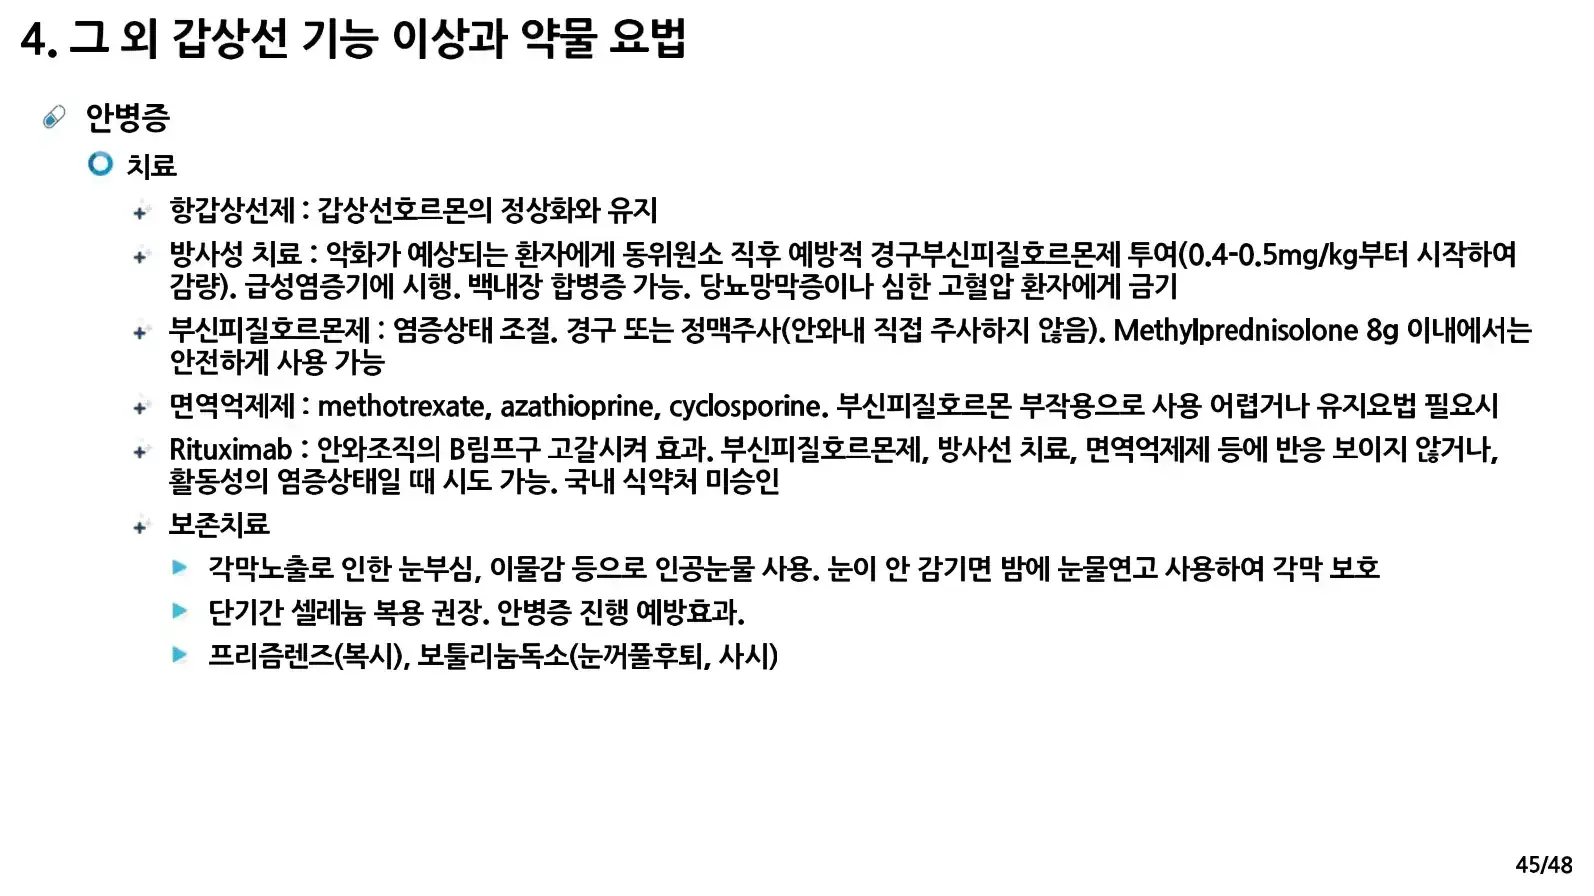 4. 그 외 갑상선 기능 이상과 약물 요법
안병증
치료
항갑상선제 : 갑상선호르몬의 정상화와 유지
방사성 치료 : 악화가 예상되는 환자에게 동위원소 직후 예방적 경구부신피질호르몬제 투여(0.4-0.5mg/kg부터 시작하여
감량). 급성염증기에 시행. 백내장 합병증 가능. 당뇨망막증이나 심한 고혈압 환자에게 금기
부신피질호르몬제 : 염증상태 조절. 경구 또는 정맥주사(안와내 직접 주사하지 않음). Methylprednisolone 8g 이내에서는
안전하게 사용 가능
면역억제제 : methotrexate, azathioprine, cyclosporine. 부신피질호르몬 부작용으로 사용 어렵거나 유지요법 필요시
Rituximab : 안와조직의 B림프구 고갈시켜 효과. 부신피질호르몬제, 방사선 치료, 면역억제제 등에 반응 보이지 않거나,
활동성의 염증상태일 때 시도 가능. 국내 식약처 미승인
보존치료
각막노출로 인한 눈부심, 이물감 등으로 인공눈물 사용. 눈이 안 감기면 밤에 눈물연고 사용하여 각막 보호
단기간 셀레늄 복용 권장. 안병증 진행 예방효과.
프리즘렌즈(복시), 보툴리눔독소(눈꺼풀후퇴, 사시)
45/48